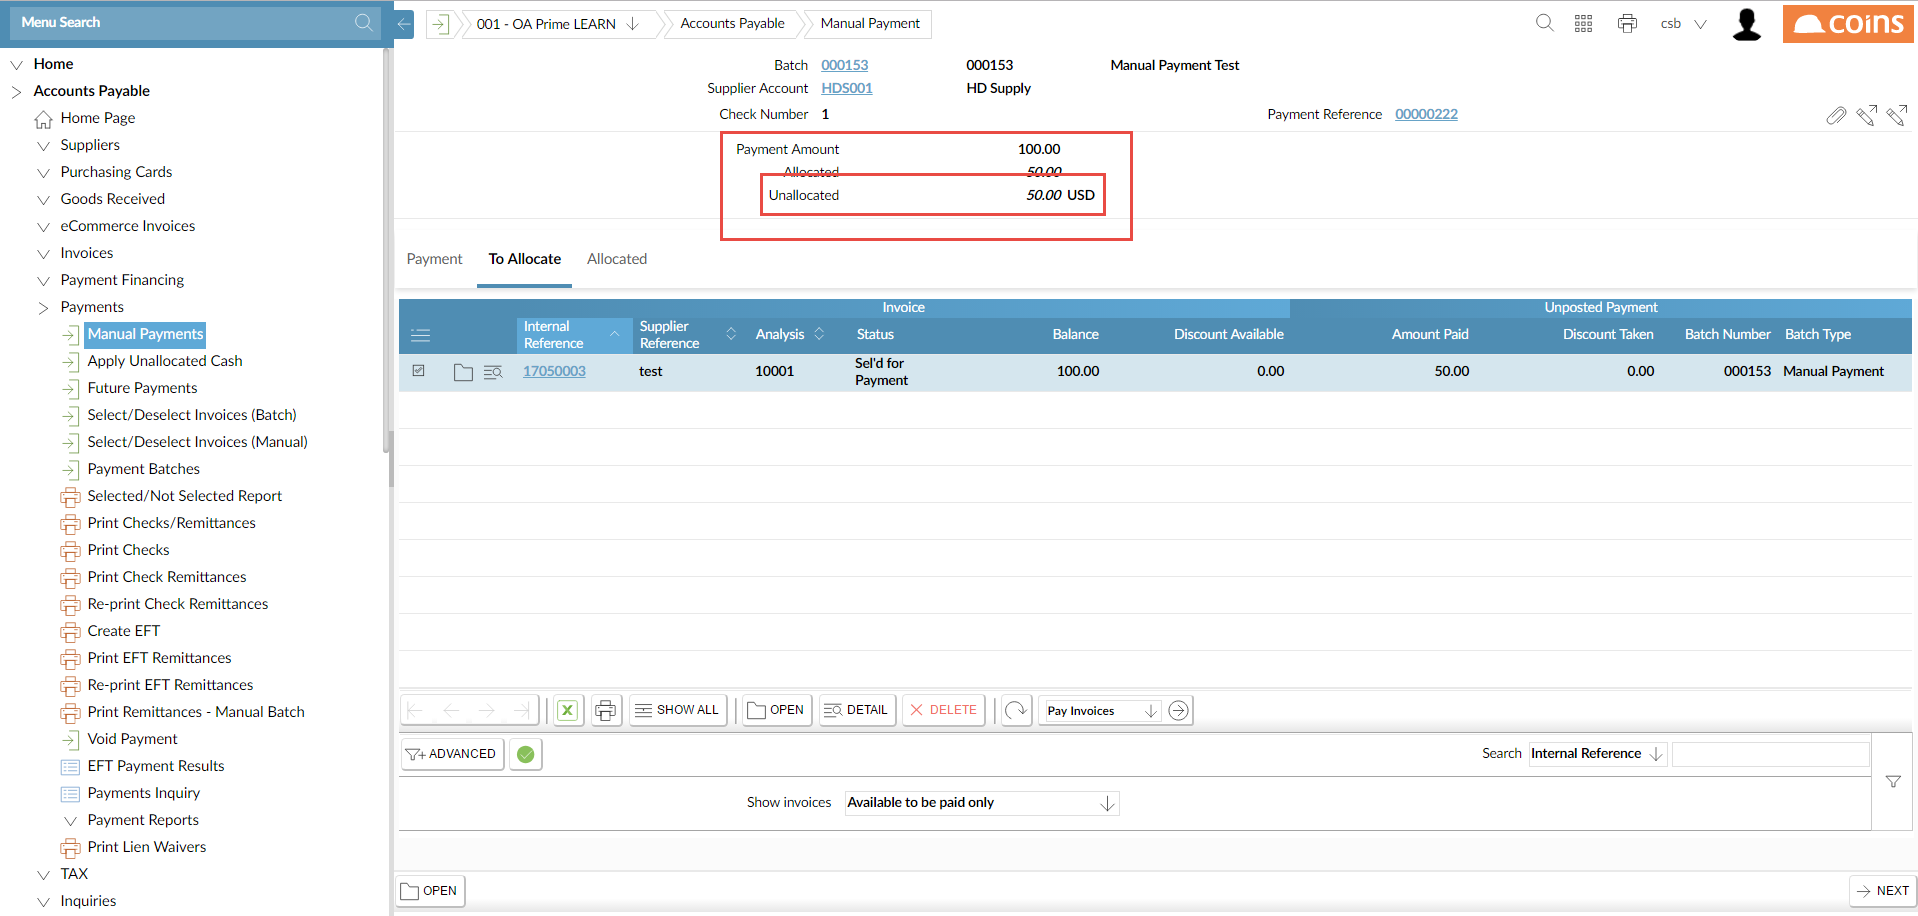 Menu Search
001 - OA Prime LEARN
Accounts Payable
Manual Payment
csb
coins
Home
Accounts Payable
Home Page
Suppliers
Purchasing Cards
Goods Received
eCommerce Invoices
Invoices
Payment Financing
Payments
Manual Payments
Apply Unallocated Cash
Future Payments
Select/Deselect Invoices (Batch)
Select/Deselect Invoices (Manual)
Payment Batches
Selected/Not Selected Report
Print Checks/Remittances
Print Checks
Print Check Remittances
Re-print Check Remittances
Create EFT
Print EFT Remittances
Re-print EFT Remittances
Print Remittances - Manual Batch
Void Payment
EFT Payment Results
Payments Inquiry
Payment Reports
Print Lien Waivers
TAX
Inquiries
Batch 000153 000153 Manual Payment Test
Supplier Account HDS001 HD Supply
Check Number 1 Payment Reference 00000222
Payment Amount 100.00
Allocated 50.00
Unallocated 50.00 USD
Payment To Allocate Allocated
Invoice Unposted Payment
Internal Reference Supplier Reference Analysis Status Balance Discount Available Amount Paid Discount Taken Batch Number Batch Type
17050003 test 10001 Sel'd for Payment 100.00 0.00 50.00 0.00 000153 Manual Payment
SHOW ALL OPEN DETAIL DELETE Pay Invoices
ADVANCED Search Internal Reference
Show invoices Available to be paid only
OPEN NEXT